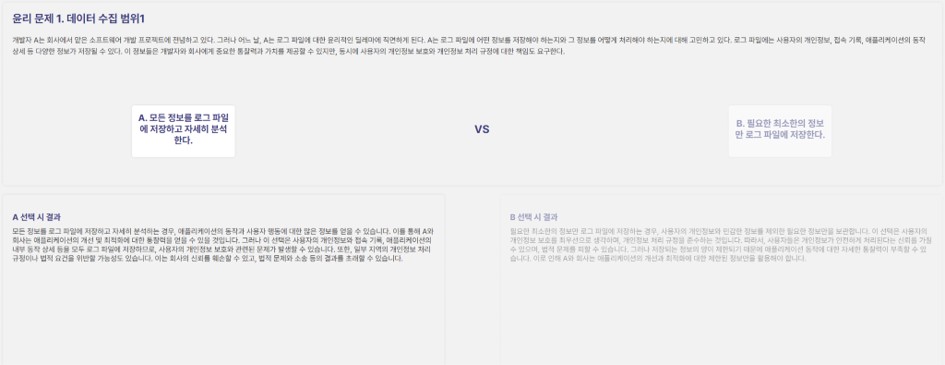 윤리 문제 1. 데이터 수집 범위1
개발자 A는 회사에서 맡은 소프트웨어 개발 프로젝트에 전념하고 있다. 그러나 어느 날, A는 로그 파일에 대한 윤리적인 딜레마에 직면하게 된다. A는 로그 파일에 어떤 정보를 저장해야 하는지와 그 정보를 어떻게 처리해야 하는지에 대해 고민하고 있다. 로그 파일에는 사용자의 개인정보, 접속 기록, 애플리케이션의 동작
상세 등 다양한 정보가 저장될 수 있다. 이 정보들은 개발자와 회사에게 중요한 통찰력과 가치를 제공할 수 있지만, 동시에 사용자의 개인정보 보호와 개인정보 처리 규정에 대한 책임도 요구한다.
A. 모든 정보를 로그 파일
에 저장하고 자세히 분석
한다.
VS
B. 필요한 최소한의 정보
만 로그 파일에 저장한다.
A 선택 시 결과
모든 정보를 로그 파일에 저장하고 자세히 분석하는 경우, 애플리케이션의 동작과 사용자 행동에 대한 많은 정보를 얻을 수 있습니다. 이를 통해 A와
회사는 애플리케이션의 개선 및 최적화에 대한 통찰력을 얻을 수 있을 것입니다. 그러나 이 선택은 사용자의 개인정보와 접속 기록, 애플리케이션의
내부 동작 상세 등을 모두 로그 파일에 저장하므로, 사용자의 개인정보 보호와 관련된 문제가 발생할 수 있습니다. 또한, 일부 지역의 개인정보 처리
규정이나 법적 요건을 위반할 가능성도 있습니다. 이는 회사의 신뢰를 훼손할 수 있고, 법적 문제와 소송 등의 결과를 초래할 수 있습니다.
B 선택 시 결과
필요한 최소한의 정보만 로그 파일에 저장하는 경우, 사용자의 개인정보와 민감한 정보를 제외한 필요한 정보만을 보관합니다. 이 선택은 사용자의
개인정보 보호를 최우선으로 생각하며, 개인정보 처리 규정을 준수하는 것입니다. 따라서, 사용자들은 개인정보가 안전하게 처리된다는 신뢰를 가질
수 있으며, 법적 문제를 피할 수 있습니다. 그러나 저장되는 정보의 양이 제한되기 때문에 애플리케이션 동작에 대한 자세한 통찰력이 부족할 수 있
습니다. 이로 인해 A와 회사는 애플리케이션의 개선과 최적화에 대한 제한된 정보만을 활용해야 합니다.